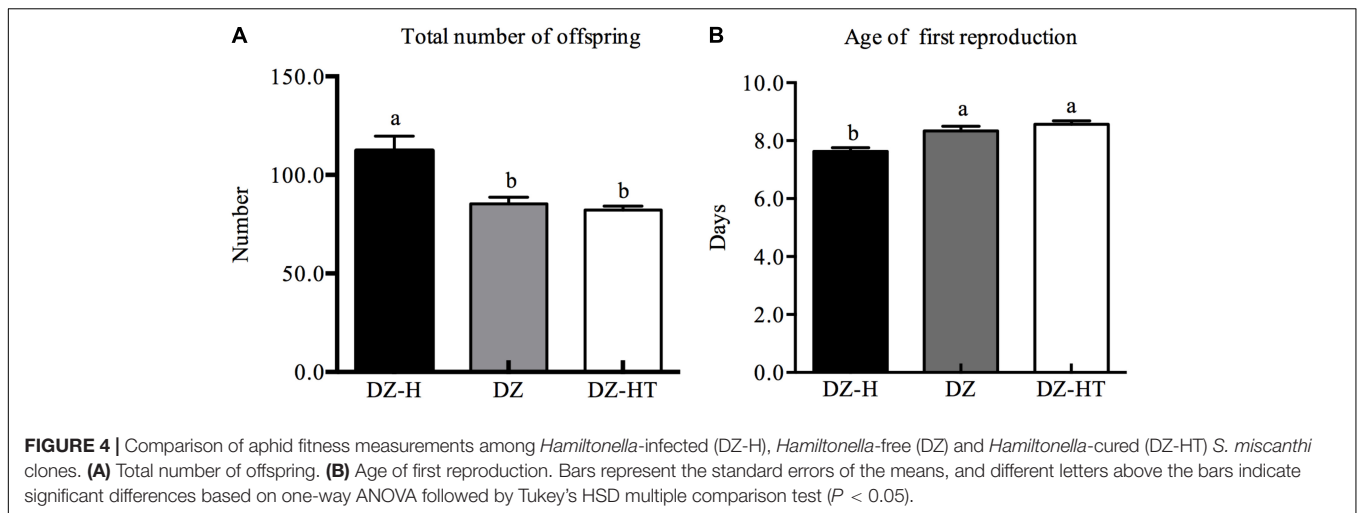 A
Total number of offspring
150.0
100.0
50.0
0.0
Number
a
b
b
DZ-H
DZ
DZ-HT
B
Age of first reproduction
10.0
8.0
6.0
4.0
2.0
0.0
Days
b
a
a
DZ-H
DZ
DZ-HT
FIGURE 4 | Comparison of aphid fitness measurements among Hamiltonella-infected (DZ-H), Hamiltonella-free (DZ) and Hamiltonella-cured (DZ-HT) S. miscanthi
clones. (A) Total number of offspring. (B) Age of first reproduction. Bars represent the standard errors of the means, and different letters above the bars indicate
significant differences based on one-way ANOVA followed by Tukey's HSD multiple comparison test (P < 0.05).